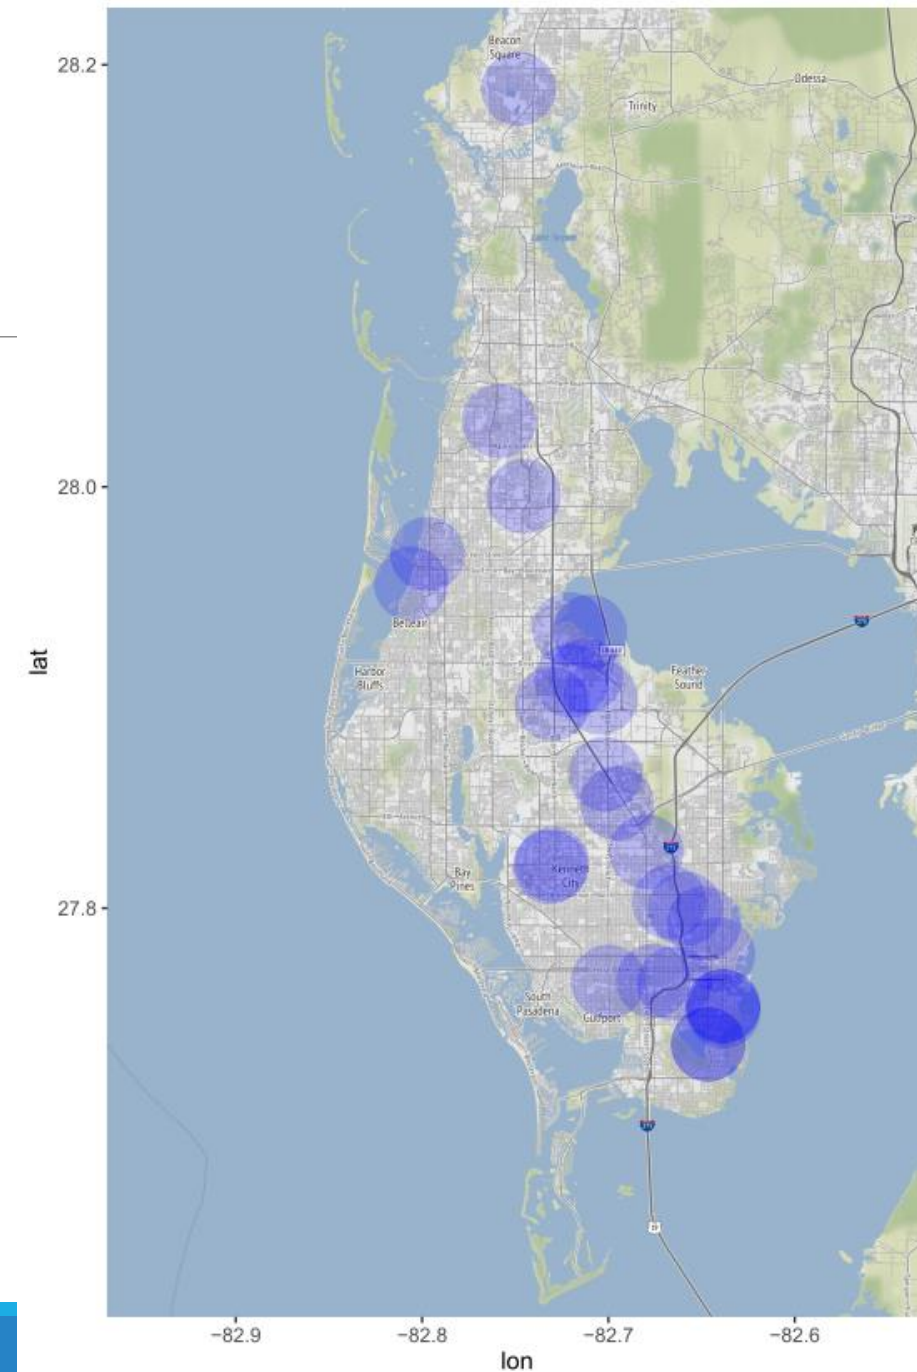 Beacon
Square
28.2
Odessa
Trinity
28.0
Belleair
lat
Harbor
Bluffs
Feather
Sound
Kenneth
City
Bay
Pines
27.8
South
Pasadena
Gulfport
−82.9
−82.8
−82.7
−82.6
lon